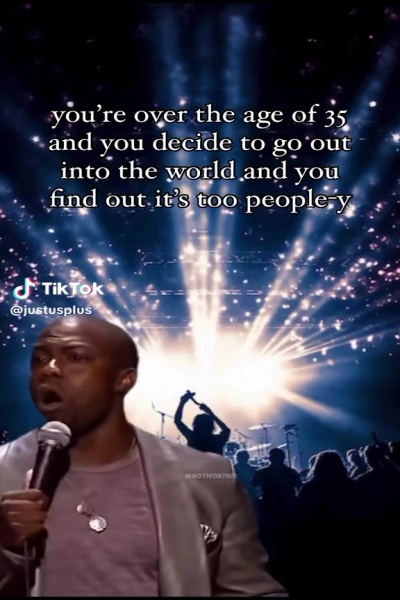 you're over the age of 35
and you decide to go out
into the world and you
find out it's too people-y
TikTok
@justusplus